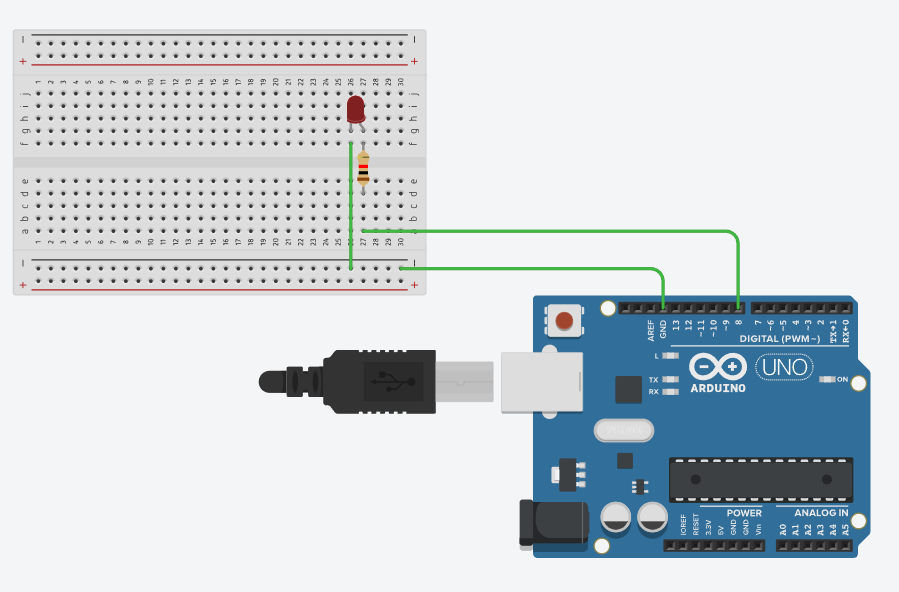 1 2 3 4 5 6 7 8 9 10 11 12 13 14 15 16 17 18 19 20 21 22 23 24 25 26 27 28 29 30
j j
i i
h h
g g
f f
e e
d d
c c
b b
a a
1 2 3 4 5 6 7 8 9 10 11 12 13 14 15 16 17 18 19 20 21 22 23 24 25 26 27 28 29 30
AREF GND 13 12 ~11 ~10 ~9 8 7 ~6 ~5 4 ~3 2 TX→1 RX←0
DIGITAL (PWM~)
L
TX
RX
ARDUINO
UNO
ON
POWER
ANALOG IN
IOREF RESET 3.3V 5V GND GND Vin A0 A1 A2 A3 A4 A5